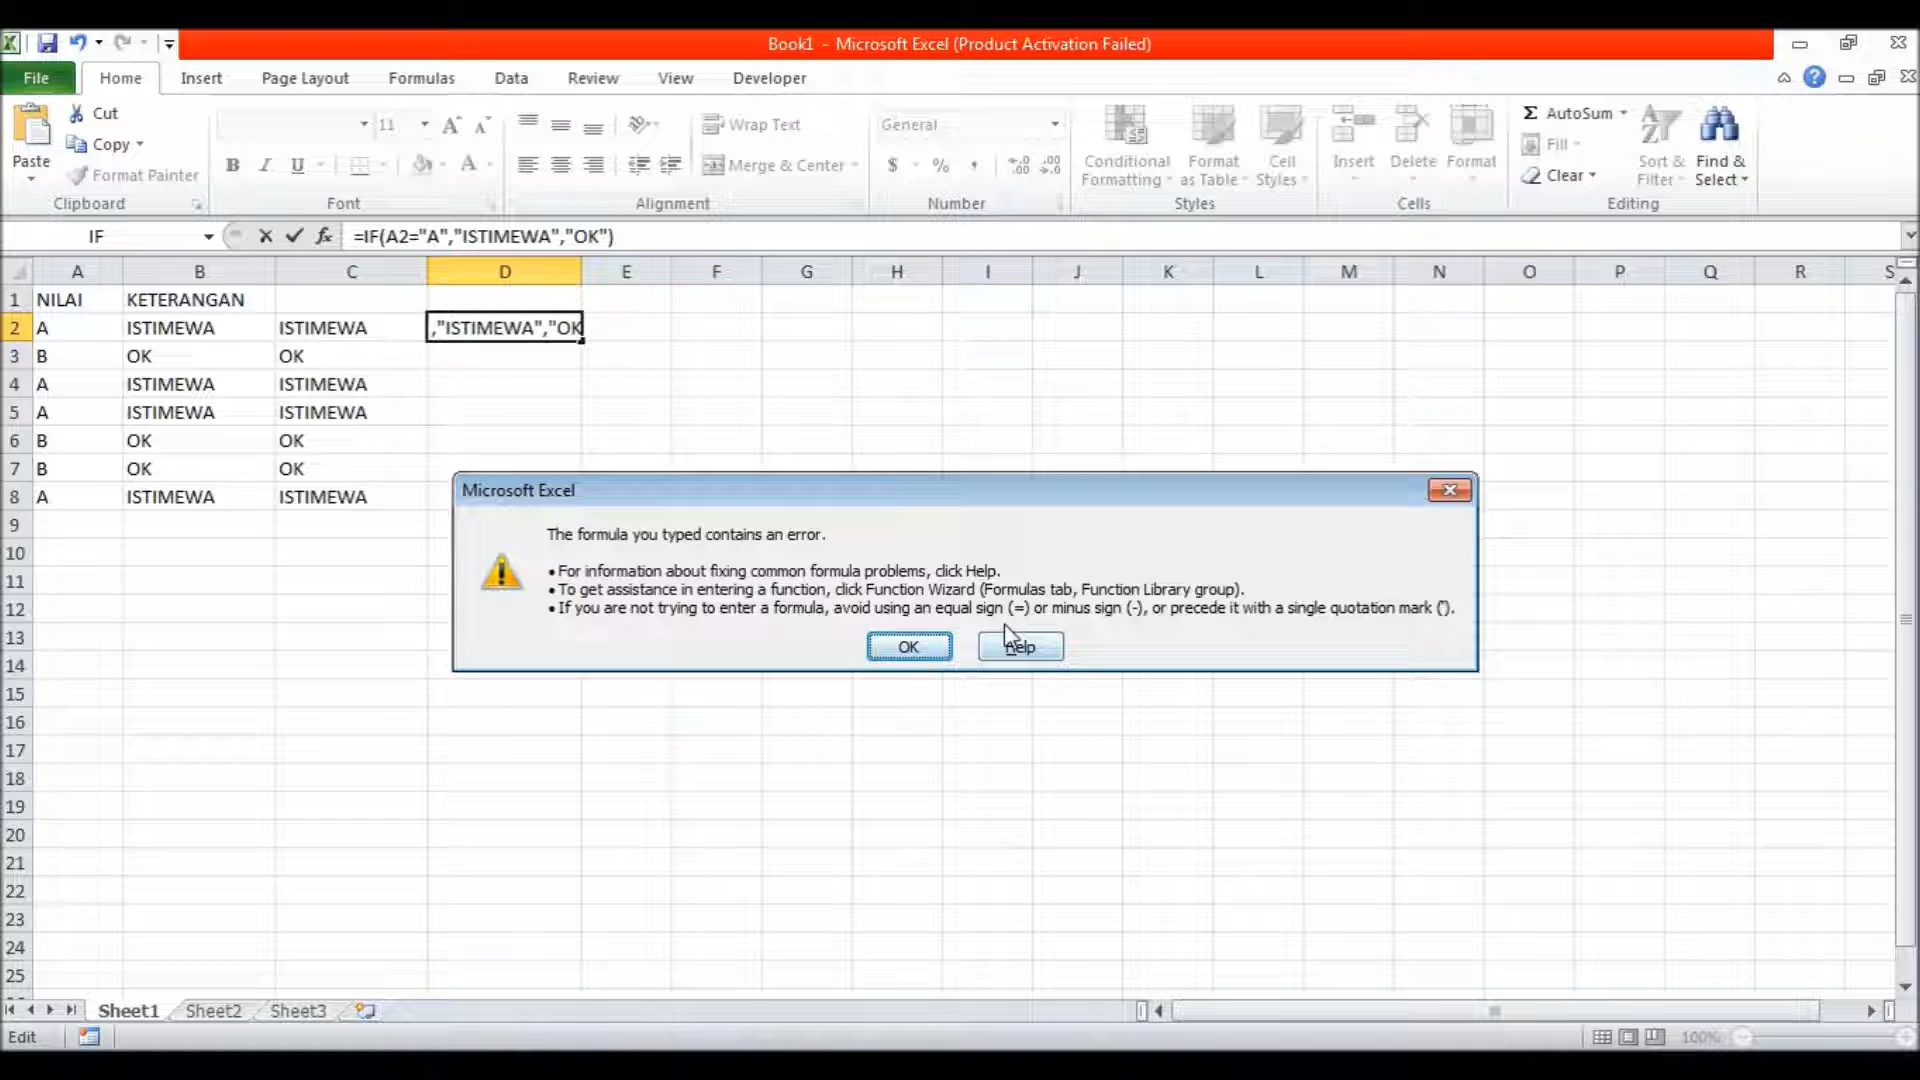 Book1 - Microsoft Excel (Product Activation Failed)
File Home Insert Page Layout Formulas Data Review View Developer
Paste
Cut
Copy
Format Painter
Clipboard
11
B I U
A
Font
Wrap Text
Merge & Center
Alignment
General
$ % ,
Number
Conditional Formatting
Format as Table
Cell Styles
Styles
Insert Delete Format
Cells
Σ AutoSum
Fill
Clear
Sort & Filter
Find & Select
Editing
IF fx =IF(A2="A","ISTIMEWA","OK")
A B C D E F G H I J K L M N O P Q R S
1 NILAI KETERANGAN
2 A ISTIMEWA ISTIMEWA ,"ISTIMEWA","OK
3 B OK OK
4 A ISTIMEWA ISTIMEWA
5 A ISTIMEWA ISTIMEWA
6 B OK OK
7 B OK OK
8 A ISTIMEWA ISTIMEWA
9
10
11
12
13
14
15
16
17
18
19
20
21
22
23
24
25
Microsoft Excel
The formula you typed contains an error.
• For information about fixing common formula problems, click Help.
• To get assistance in entering a function, click Function Wizard (Formulas tab, Function Library group).
• If you are not trying to enter a formula, avoid using an equal sign (=) or minus sign (-), or precede it with a single quotation mark (').
OK Help
Sheet1 Sheet2 Sheet3
Edit 100%